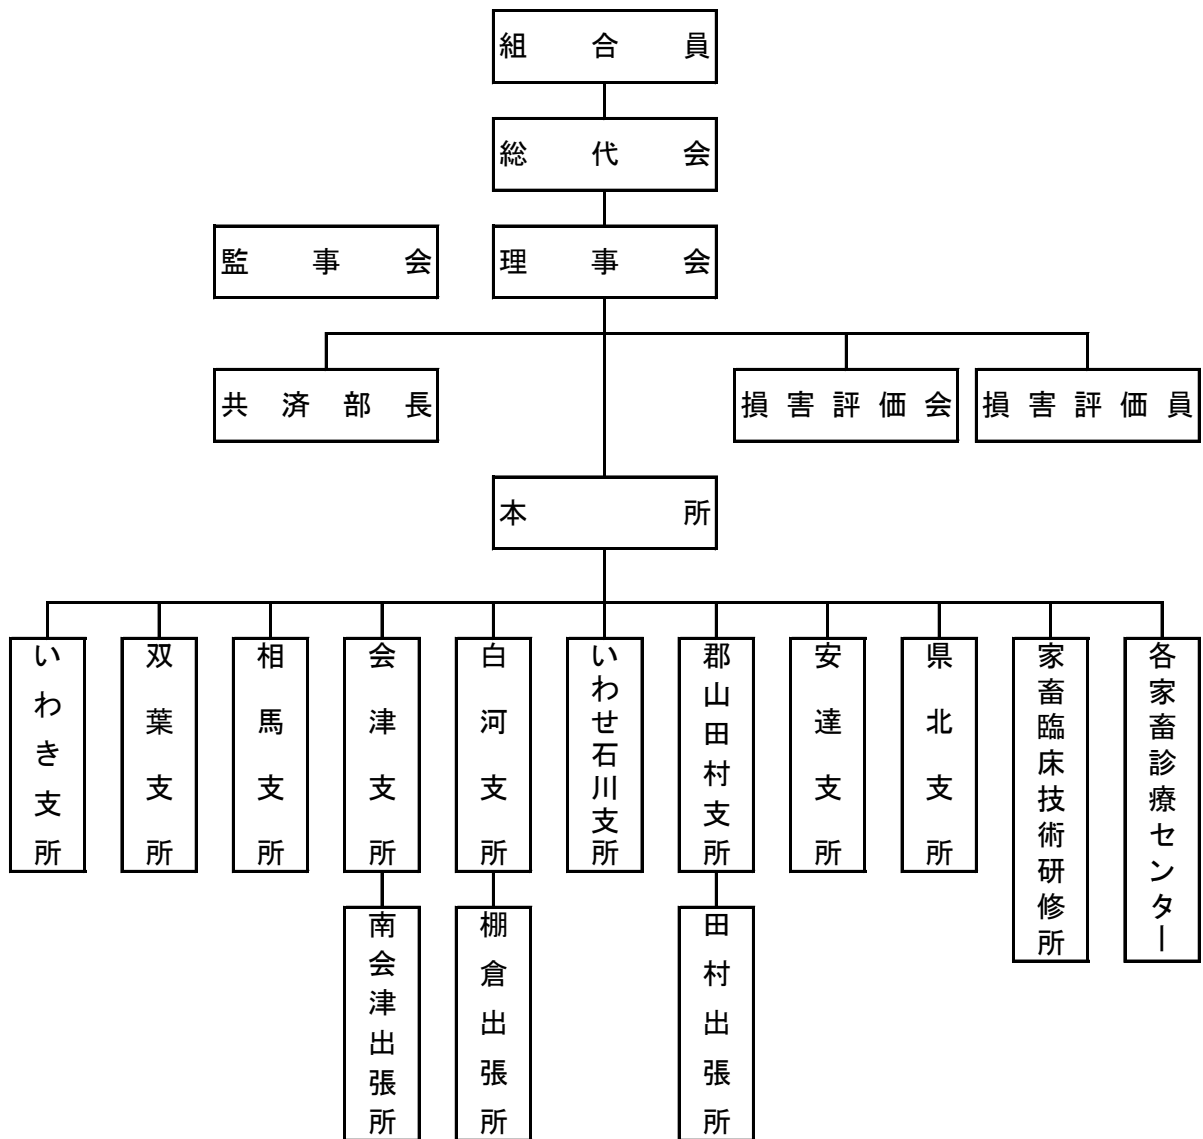 組合員
総代会
監事会
理事会
共済部長
損害評価会
損害評価員
本所
いわき支所
双葉支所
相馬支所
会津支所
白河支所
いわせ石川支所
郡山田村支所
安達支所
県北支所
家畜臨床技術研修所
各家畜診療センター
南会津出張所
棚倉出張所
田村出張所